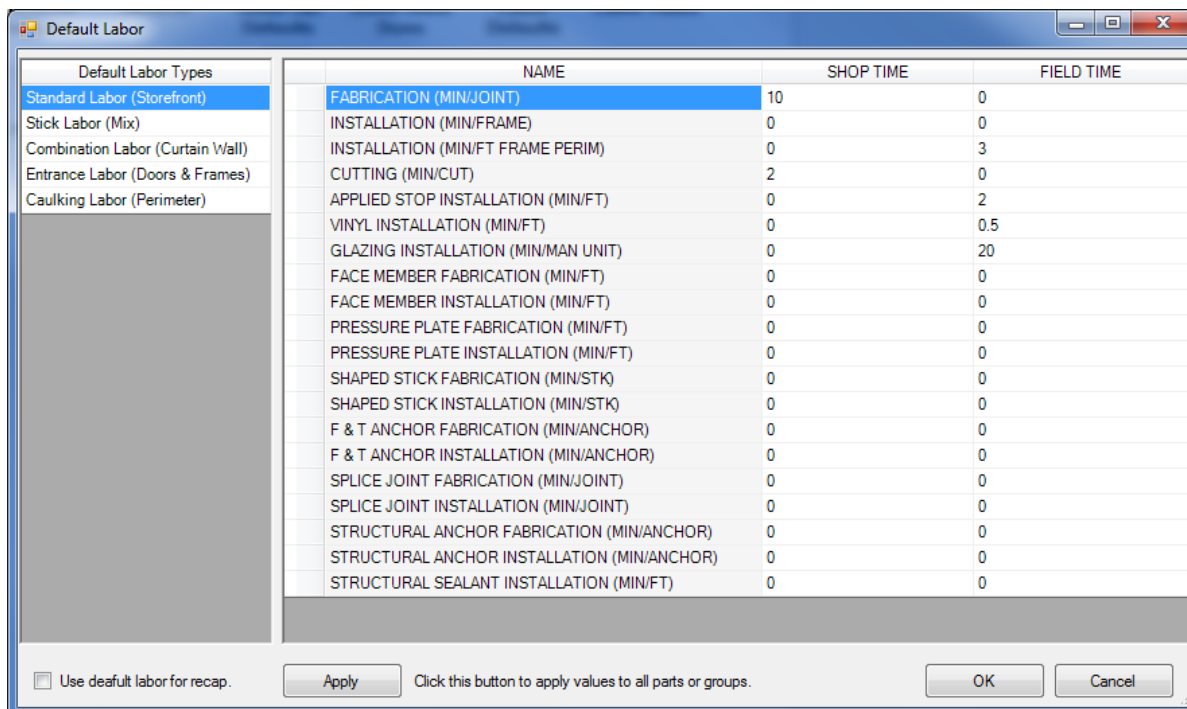 Default Labor
Default Labor Types
Standard Labor (Storefront)
Stick Labor (Mix)
Combination Labor (Curtain Wall)
Entrance Labor (Doors & Frames)
Caulking Labor (Perimeter)
NAME SHOP TIME FIELD TIME
FABRICATION (MIN/JOINT) 10 0
INSTALLATION (MIN/FRAME) 0 0
INSTALLATION (MIN/FT FRAME PERIM) 0 3
CUTTING (MIN/CUT) 2 0
APPLIED STOP INSTALLATION (MIN/FT) 0 2
VINYL INSTALLATION (MIN/FT) 0 0.5
GLAZING INSTALLATION (MIN/MAN UNIT) 0 20
FACE MEMBER FABRICATION (MIN/FT) 0 0
FACE MEMBER INSTALLATION (MIN/FT) 0 0
PRESSURE PLATE FABRICATION (MIN/FT) 0 0
PRESSURE PLATE INSTALLATION (MIN/FT) 0 0
SHAPED STICK FABRICATION (MIN/STK) 0 0
SHAPED STICK INSTALLATION (MIN/STK) 0 0
F & T ANCHOR FABRICATION (MIN/ANCHOR) 0 0
F & T ANCHOR INSTALLATION (MIN/ANCHOR) 0 0
SPLICE JOINT FABRICATION (MIN/JOINT) 0 0
SPLICE JOINT INSTALLATION (MIN/JOINT) 0 0
STRUCTURAL ANCHOR FABRICATION (MIN/ANCHOR) 0 0
STRUCTURAL ANCHOR INSTALLATION (MIN/ANCHOR) 0 0
STRUCTURAL SEALANT INSTALLATION (MIN/FT) 0 0
Use deafult labor for recap. Apply Click this button to apply values to all parts or groups. OK Cancel